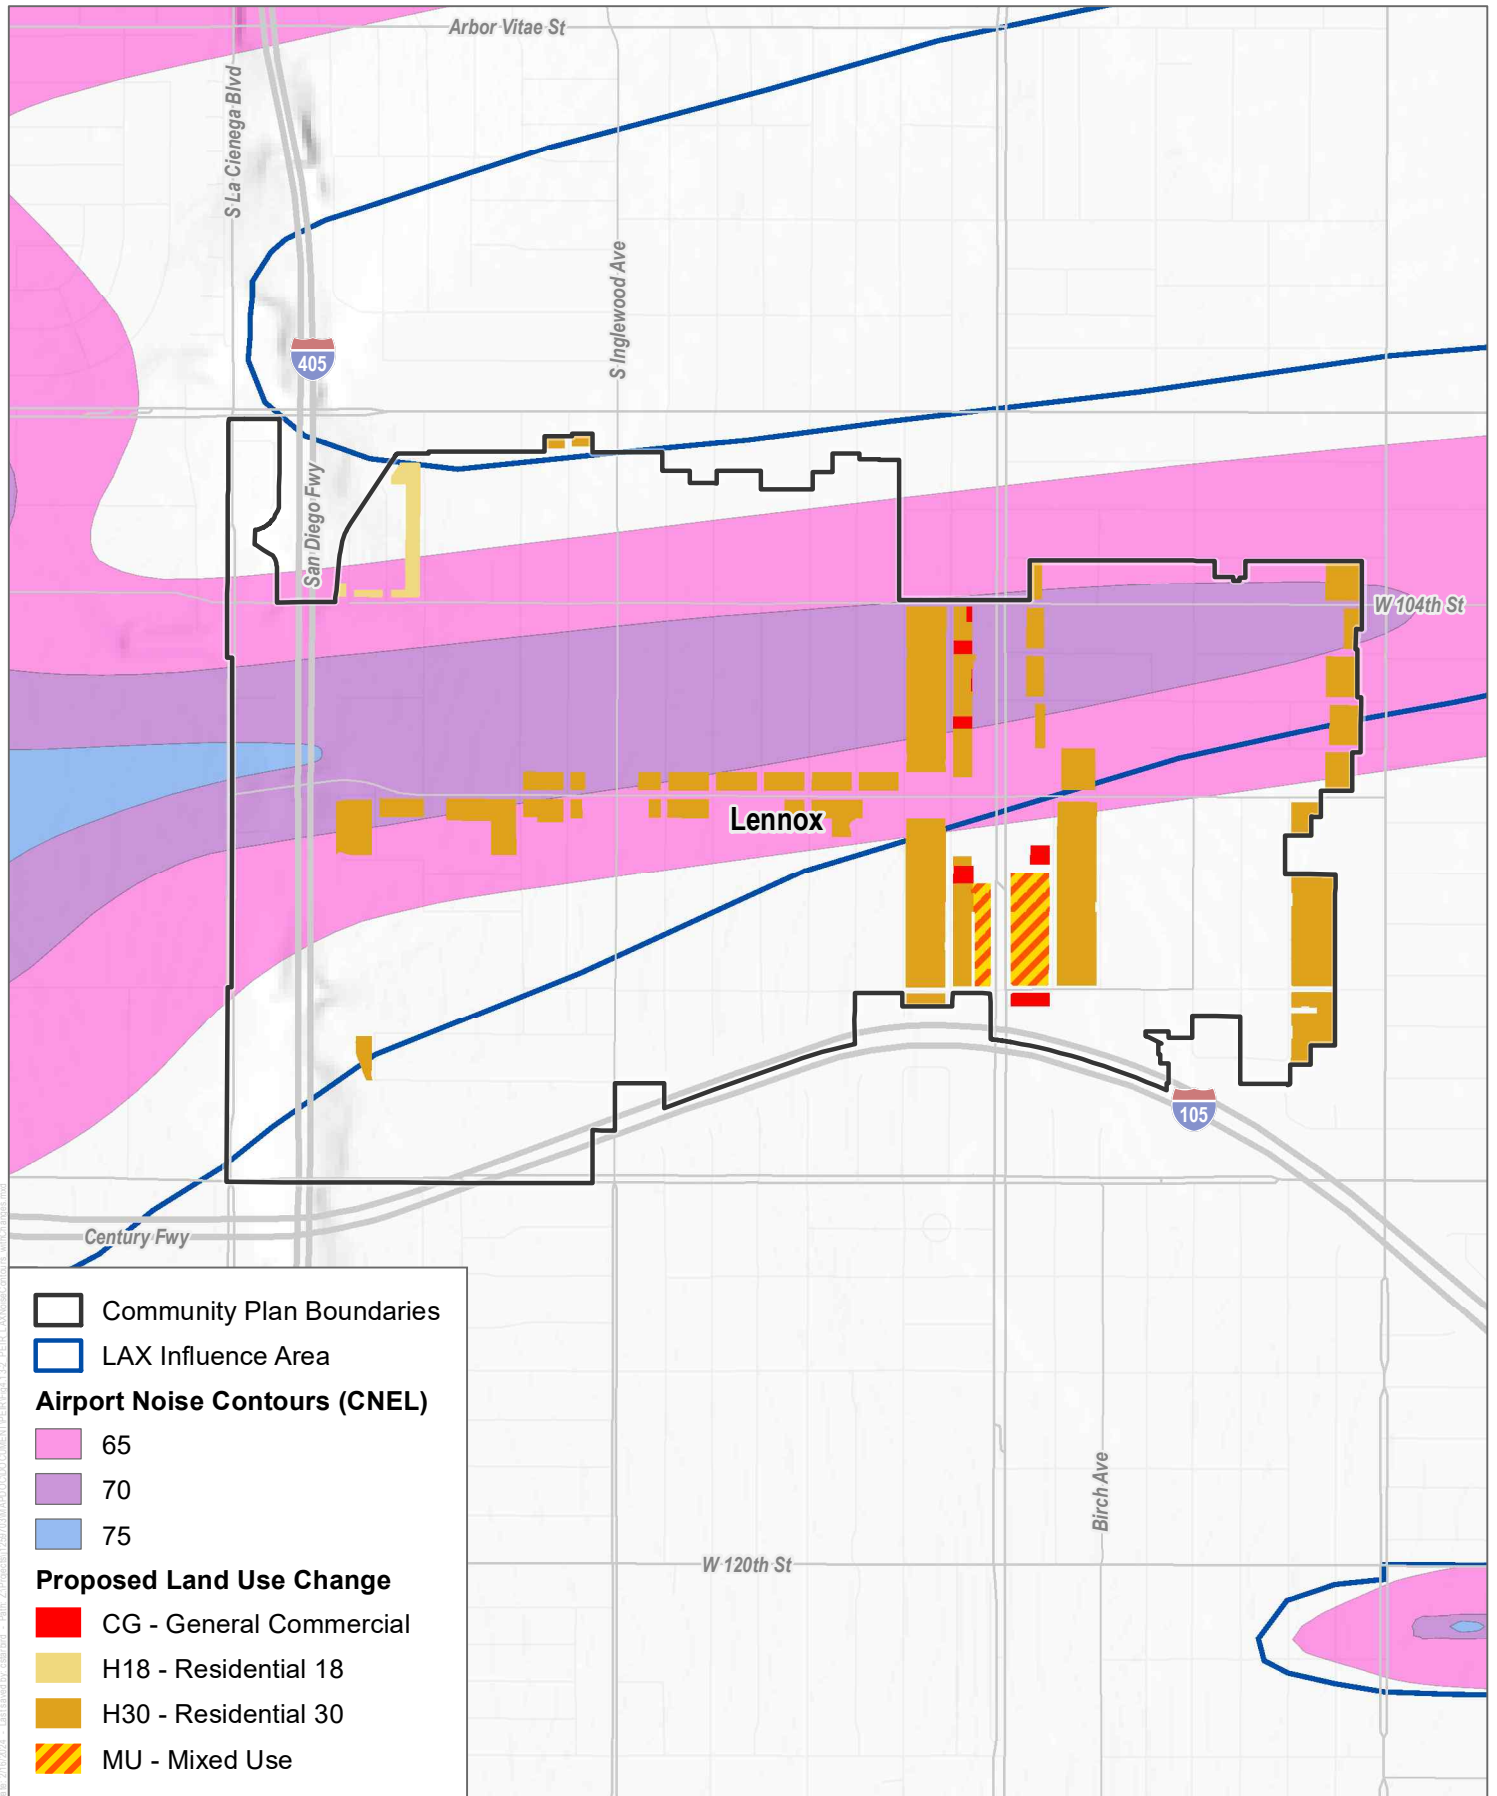 Arbor Vitae St
S La Cienega Blvd
S Inglewood Ave
405
San Diego Fwy
W 104th St
Lennox
105
Century Fwy
Birch Ave
W 120th St
Community Plan Boundaries
LAX Influence Area
Airport Noise Contours (CNEL)
65
70
75
Proposed Land Use Change
CG - General Commercial
H18 - Residential 18
H30 - Residential 30
MU - Mixed Use